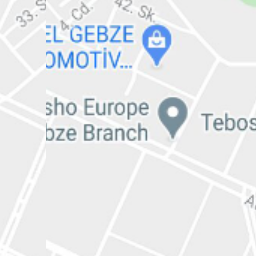 33. S
4. Cd.
42. Sk.
EL GEBZE
OMOTİV...
sho Europe
bze Branch
Tebos
A